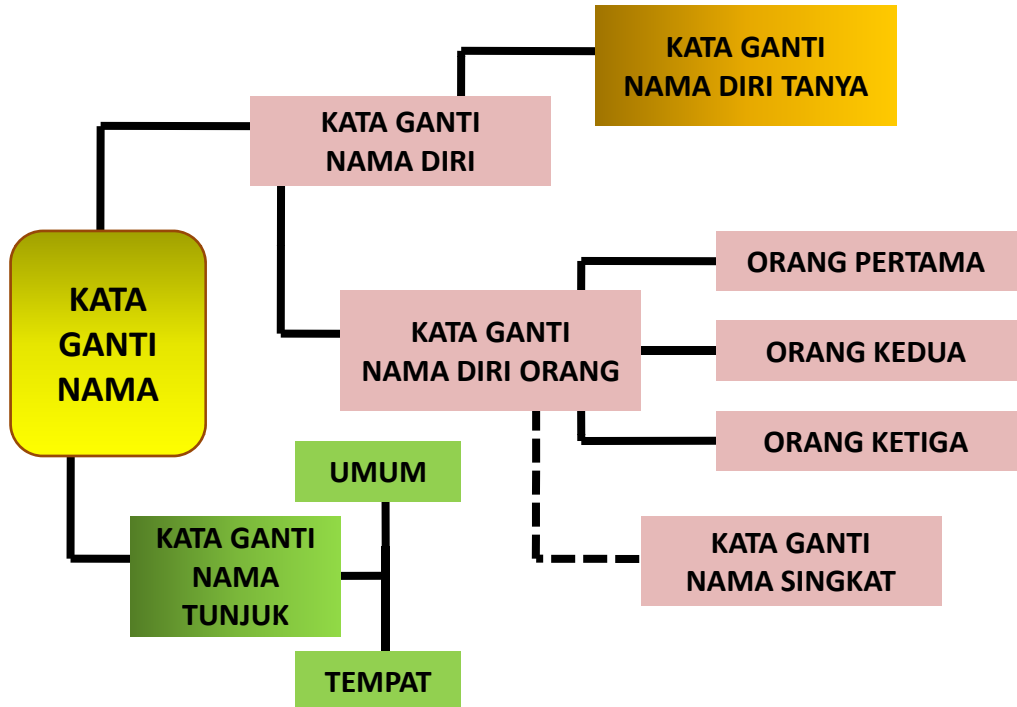 KATA
GANTI
NAMA
KATA GANTI
NAMA DIRI
KATA GANTI
NAMA DIRI TANYA
KATA GANTI
NAMA DIRI ORANG
ORANG PERTAMA
ORANG KEDUA
ORANG KETIGA
KATA GANTI
NAMA SINGKAT
KATA GANTI
NAMA
TUNJUK
UMUM
TEMPAT